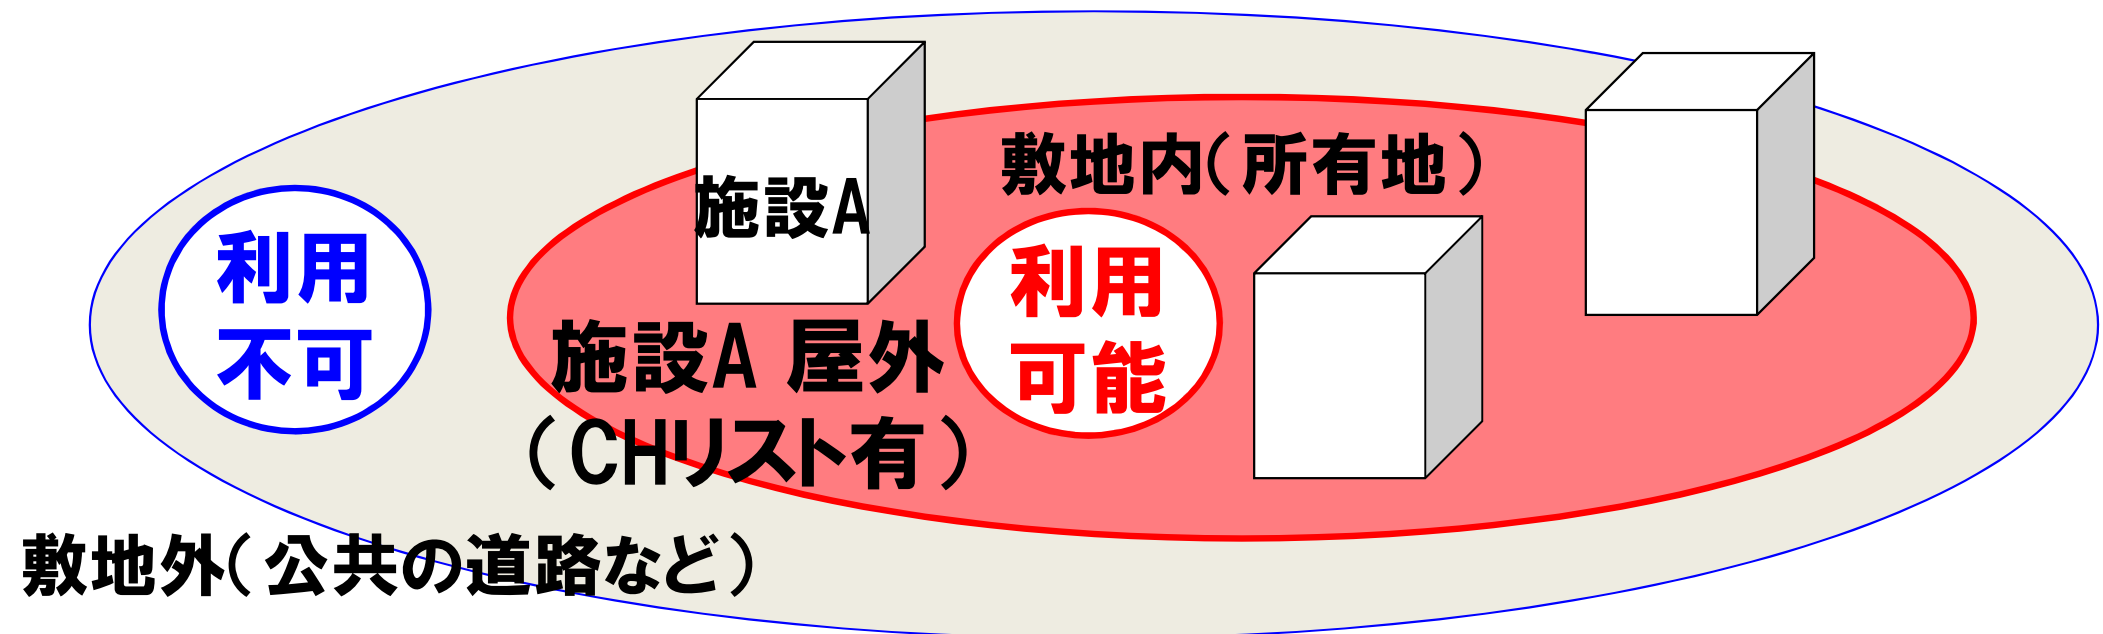 敷地内(所有地)
施設A
利用
不可
利用
可能
施設A 屋外
(CHリスト有)
敷地外(公共の道路など)